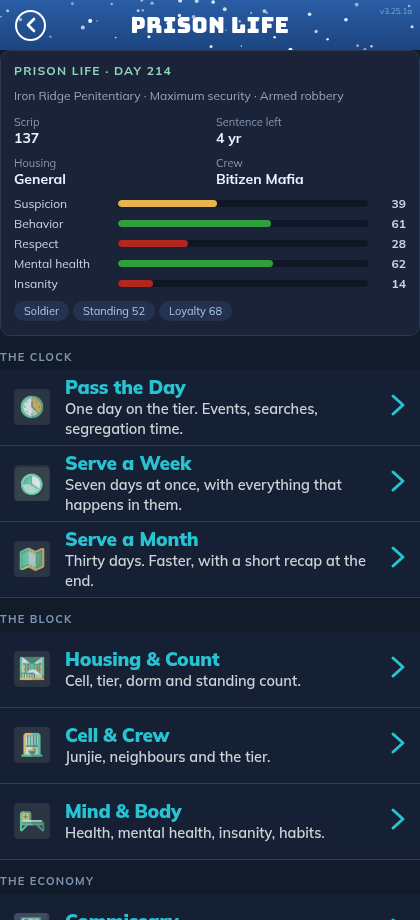 PRISON LIFE
v3.25.1a
PRISON LIFE · DAY 214
Iron Ridge Penitentiary · Maximum security · Armed robbery
Scrip
137
Sentence left
4 yr
Housing
General
Crew
Bitizen Mafia
Suspicion 39
Behavior 61
Respect 28
Mental health 62
Insanity 14
Soldier Standing 52 Loyalty 68
THE CLOCK
Pass the Day
One day on the tier. Events, searches,
segregation time.
Serve a Week
Seven days at once, with everything that
happens in them.
Serve a Month
Thirty days. Faster, with a short recap at the
end.
THE BLOCK
Housing & Count
Cell, tier, dorm and standing count.
Cell & Crew
Junjie, neighbours and the tier.
Mind & Body
Health, mental health, insanity, habits.
THE ECONOMY
Commissary